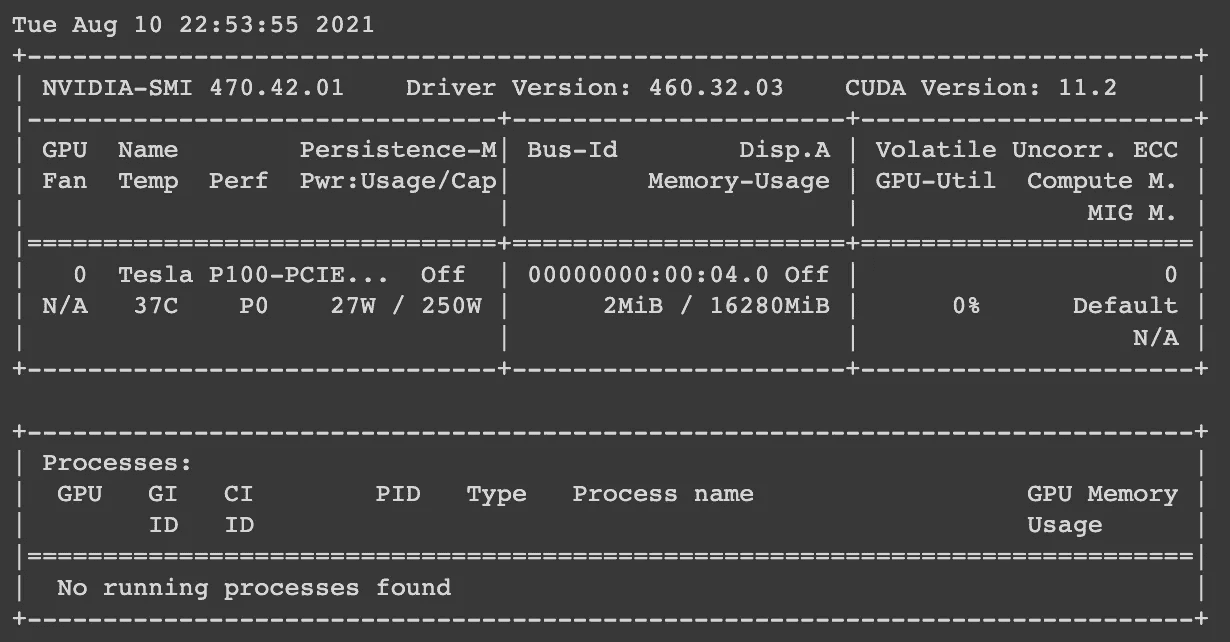 Tue Aug 10 22:53:55 2021
+-----------------------------------------------------------------------------+
| NVIDIA-SMI 470.42.01    Driver Version: 460.32.03    CUDA Version: 11.2     |
|-------------------------------+----------------------+----------------------+
| GPU  Name        Persistence-M| Bus-Id        Disp.A | Volatile Uncorr. ECC |
| Fan  Temp  Perf  Pwr:Usage/Cap|         Memory-Usage | GPU-Util  Compute M. |
|                               |                      |               MIG M. |
|===============================+======================+======================|
|   0  Tesla P100-PCIE...  Off  | 00000000:00:04.0 Off |                    0 |
| N/A   37C    P0    27W / 250W |      2MiB / 16280MiB |      0%      Default |
|                               |                      |                  N/A |
+-------------------------------+----------------------+----------------------+

+-----------------------------------------------------------------------------+
| Processes:                                                                  |
|  GPU   GI   CI        PID   Type   Process name                  GPU Memory |
|        ID   ID                                                   Usage      |
|=============================================================================|
|  No running processes found                                                 |
+-----------------------------------------------------------------------------+